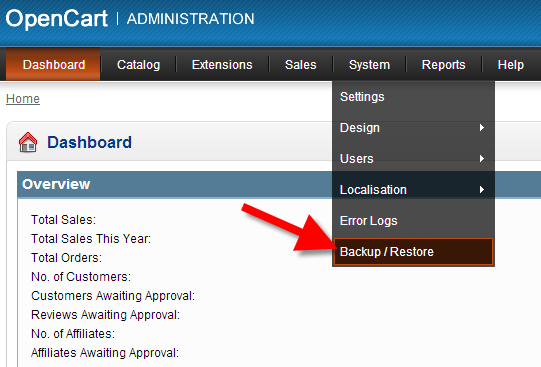 OpenCart | ADMINISTRATION
Dashboard Catalog Extensions Sales System Reports Help
Home
Settings
Design
Users
Localisation
Error Logs
Backup / Restore
Dashboard
Overview
Total Sales:
Total Sales This Year:
Total Orders:
No. of Customers:
Customers Awaiting Approval:
Reviews Awaiting Approval:
No. of Affiliates:
Affiliates Awaiting Approval: